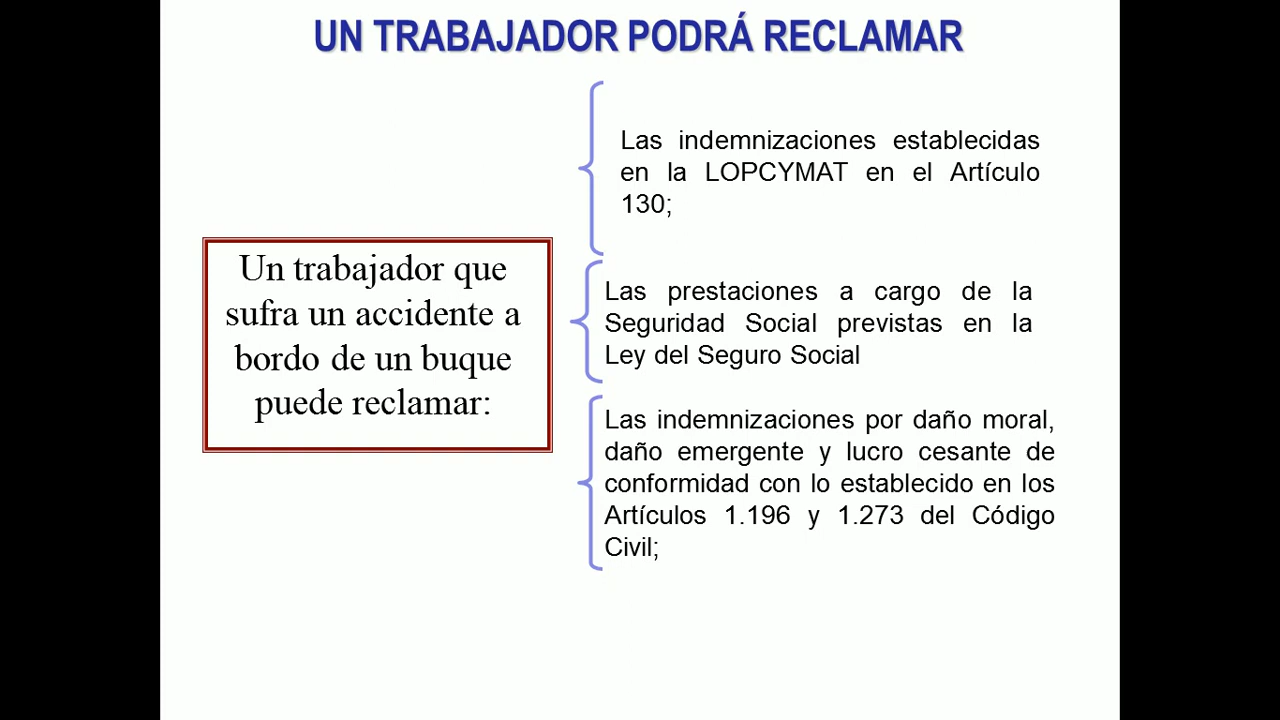 UN TRABAJADOR PODRÁ RECLAMAR
Un trabajador que
sufra un accidente a
bordo de un buque
puede reclamar:
Las indemnizaciones establecidas
en la LOPCYMAT en el Artículo
130;
Las prestaciones a cargo de la
Seguridad Social previstas en la
Ley del Seguro Social
Las indemnizaciones por daño moral,
daño emergente y lucro cesante de
conformidad con lo establecido en los
Artículos 1.196 y 1.273 del Código
Civil;